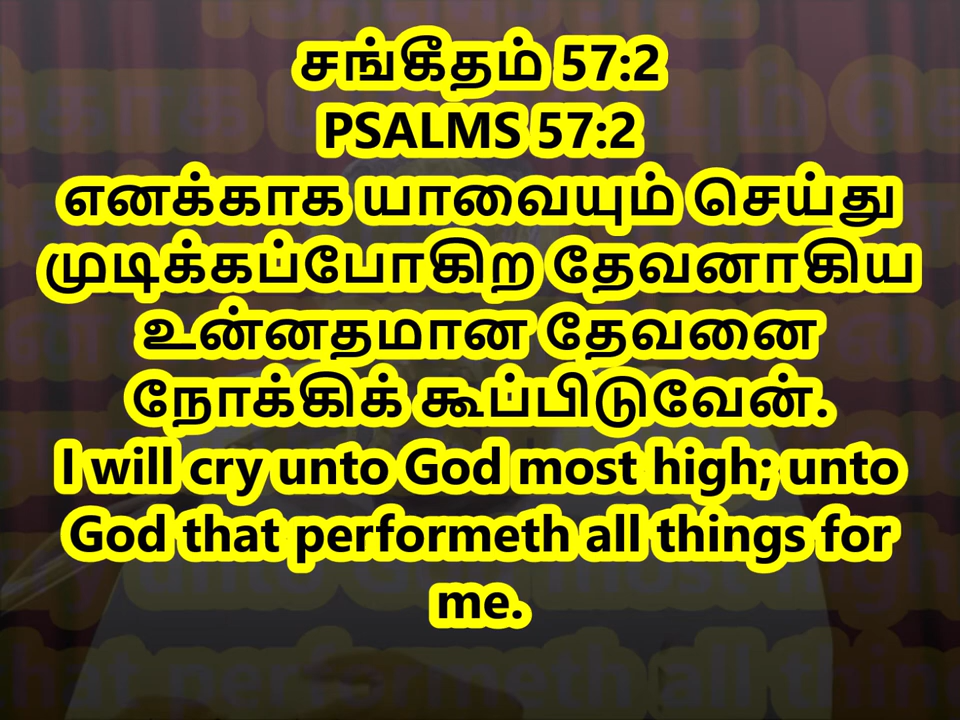 சங்கீதம் 57:2
PSALMS 57:2
எனக்காக யாவையும் செய்து
முடிக்கப்போகிற தேவனாகிய
உன்னதமான தேவனை
நோக்கிக் கூப்பிடுவேன்.
I will cry unto God most high; unto
God that performeth all things for
me.